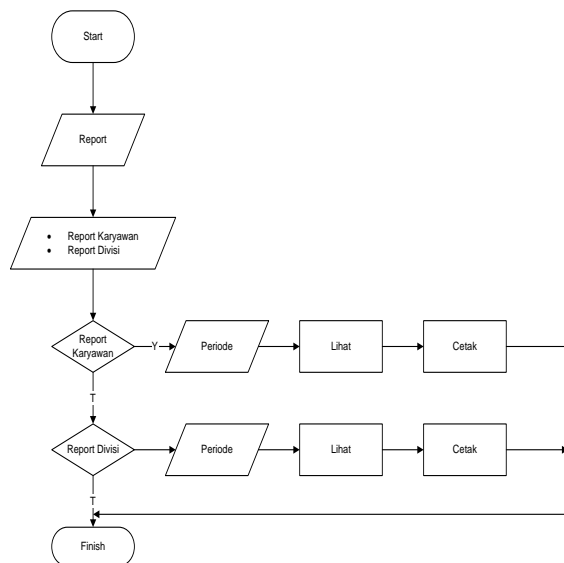 Start
Report
• Report Karyawan
• Report Divisi
Report
Karyawan
Y
Periode
Lihat
Cetak
T
Report Divisi
Periode
Lihat
Cetak
T
Finish